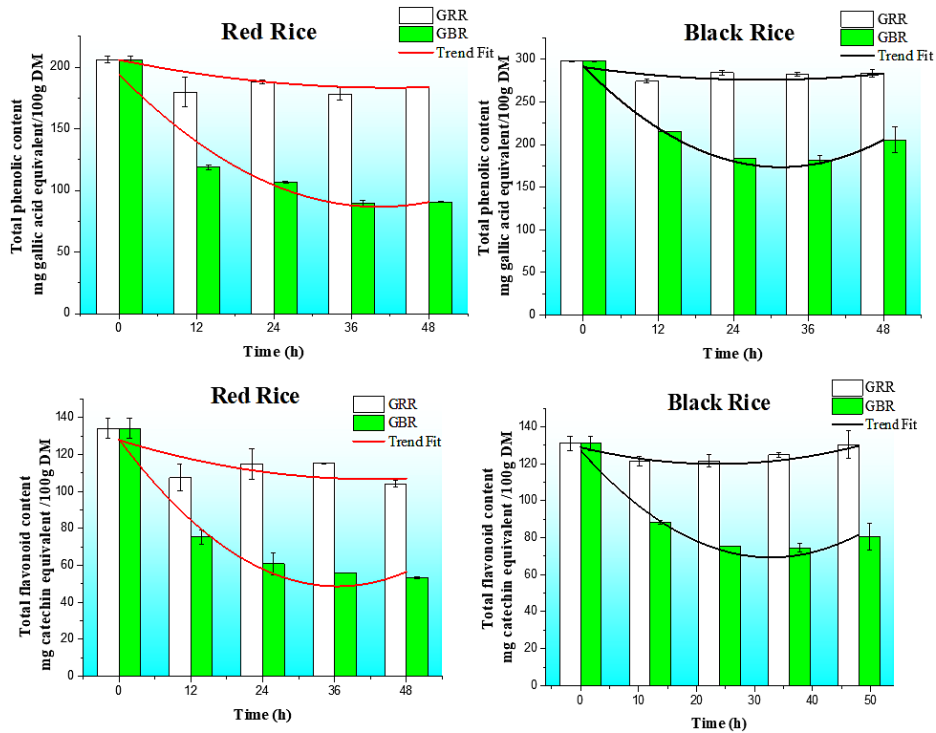 Red Rice
GRR
GBR
Trend Fit
Total phenolic content
mg gallic acid equivalent/100g DM
200
150
100
50
0
0 12 24 36 48
Time (h)
Black Rice
GRR
GBR
Trend Fit
Total phenolic content
mg gallic acid equivalent/100g DM
300
250
200
150
100
50
0
0 12 24 36 48
Time (h)
Red Rice
GRR
GBR
Trend Fit
Total flavonoid content
mg catechin equivalent /100g DM
140
120
100
80
60
40
20
0
0 12 24 36 48
Time (h)
Black Rice
GRR
GBR
Trend Fit
Total flavonoid content
mg catechin equivalent /100g DM
140
120
100
80
60
40
20
0
0 10 20 30 40 50
Time (h)